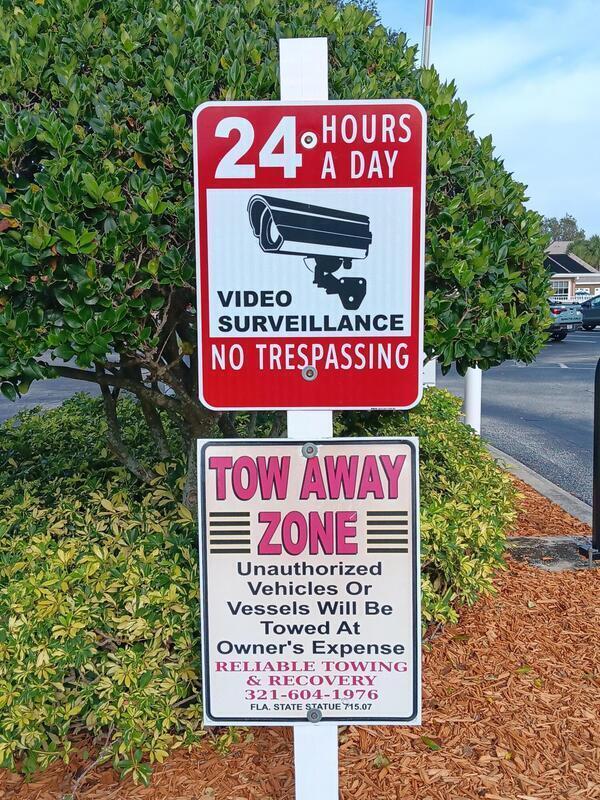 24 HOURS
A DAY
VIDEO
SURVEILLANCE
NO TRESPASSING
TOW AWAY
ZONE
Unauthorized
Vehicles Or
Vessels Will Be
Towed At
Owner's Expense
RELIABLE TOWING
& RECOVERY
321-604-1976
FLA. STATE STATUE 715.07